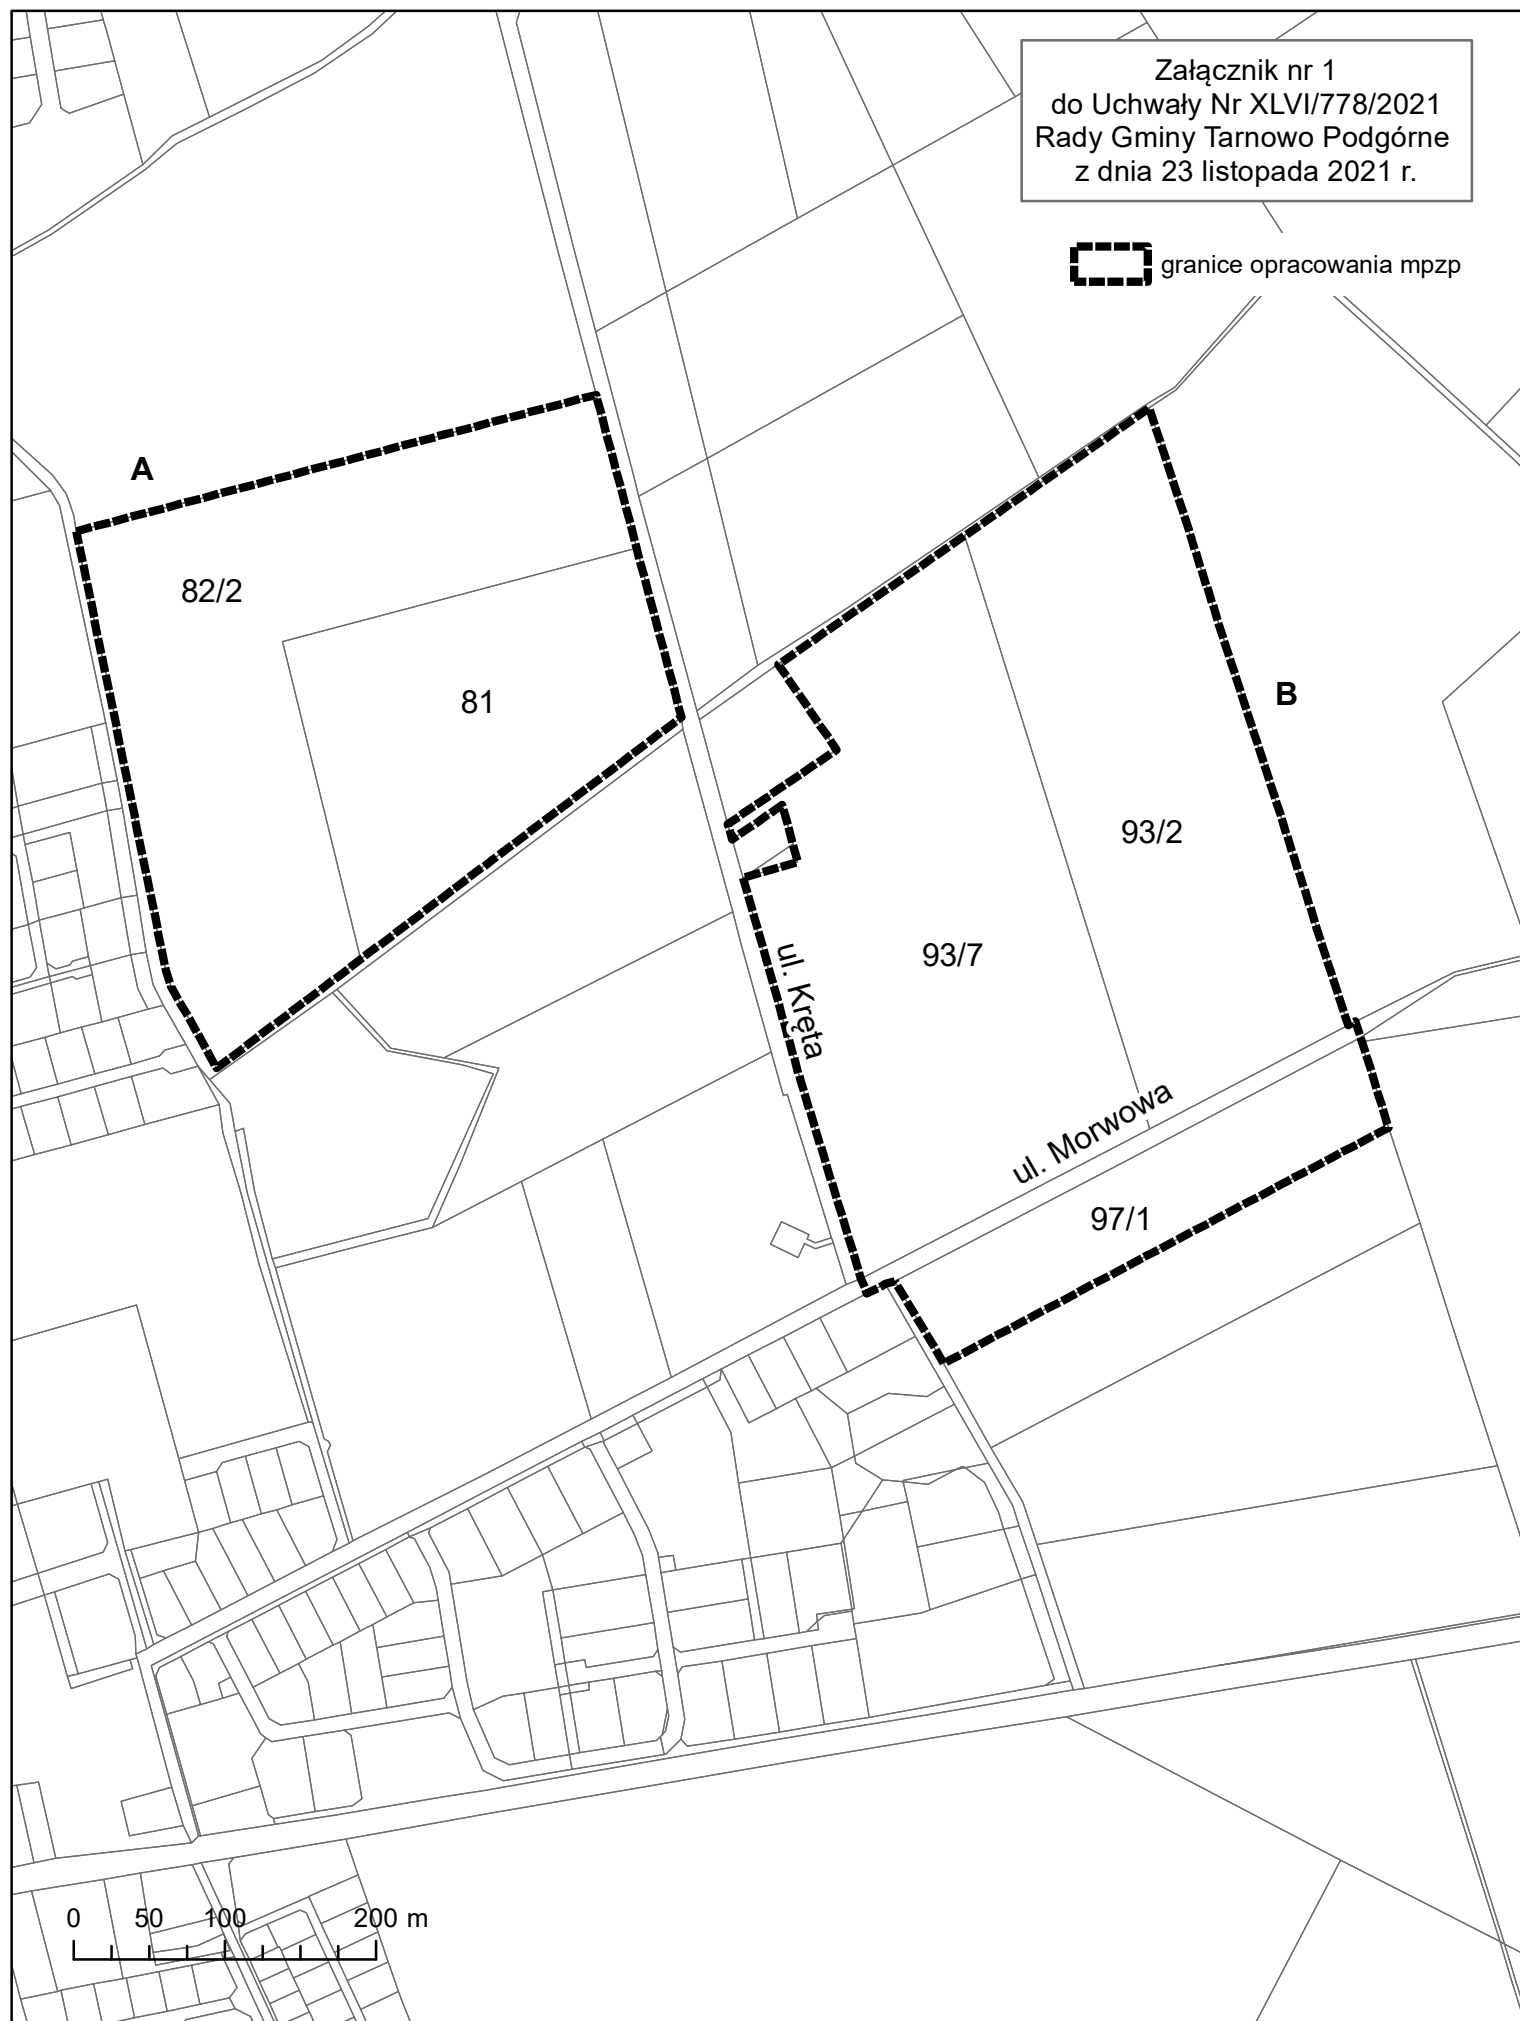 Załącznik nr 1
do Uchwały Nr XLVI/778/2021
Rady Gminy Tarnowo Podgórne
z dnia 23 listopada 2021 r.
granice opracowania mpzp
A
82/2
81
B
93/2
93/7
ul. Kręta
ul. Morwowa
97/1
0 50 100 200 m